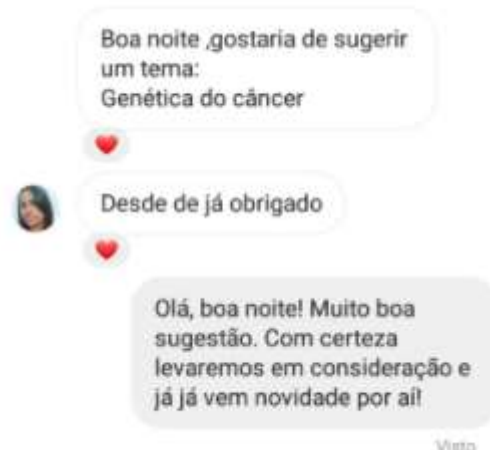 Boa noite ,gostaria de sugerir
um tema:
Genética do câncer
Desde de já obrigado
Olá, boa noite! Muito boa
sugestão. Com certeza
levaremos em consideração e
já já vem novidade por aí!
Visto